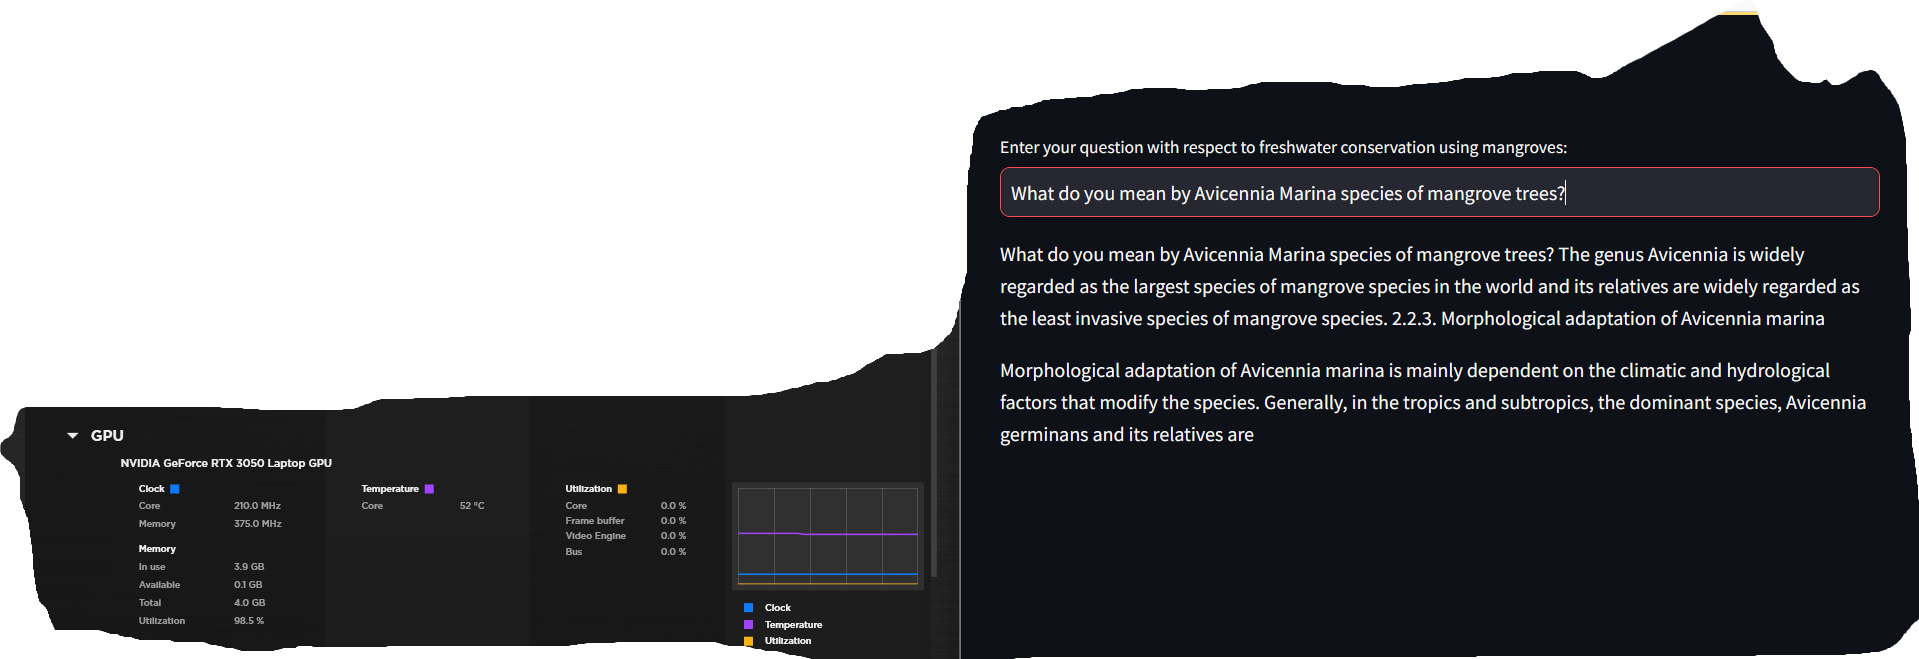 Enter your question with respect to freshwater conservation using mangroves:
What do you mean by Avicennia Marina species of mangrove trees?
What do you mean by Avicennia Marina species of mangrove trees? The genus Avicennia is widely
regarded as the largest species of mangrove species in the world and its relatives are widely regarded as
the least invasive species of mangrove species. 2.2.3. Morphological adaptation of Avicennia marina
Morphological adaptation of Avicennia marina is mainly dependent on the climatic and hydrological
factors that modify the species. Generally, in the tropics and subtropics, the dominant species, Avicennia
germinans and its relatives are
GPU
NVIDIA GeForce RTX 3050 Laptop GPU
Clock
Core 210.0 MHz
Memory 375.0 MHz
Memory
In use 3.9 GB
Available 0.1 GB
Total 4.0 GB
Utilization 98.5 %
Temperature
Core 52 °C
Utilization
Core 0.0 %
Frame buffer 0.0 %
Video Engine 0.0 %
Bus 0.0 %
Clock
Temperature
Utilization